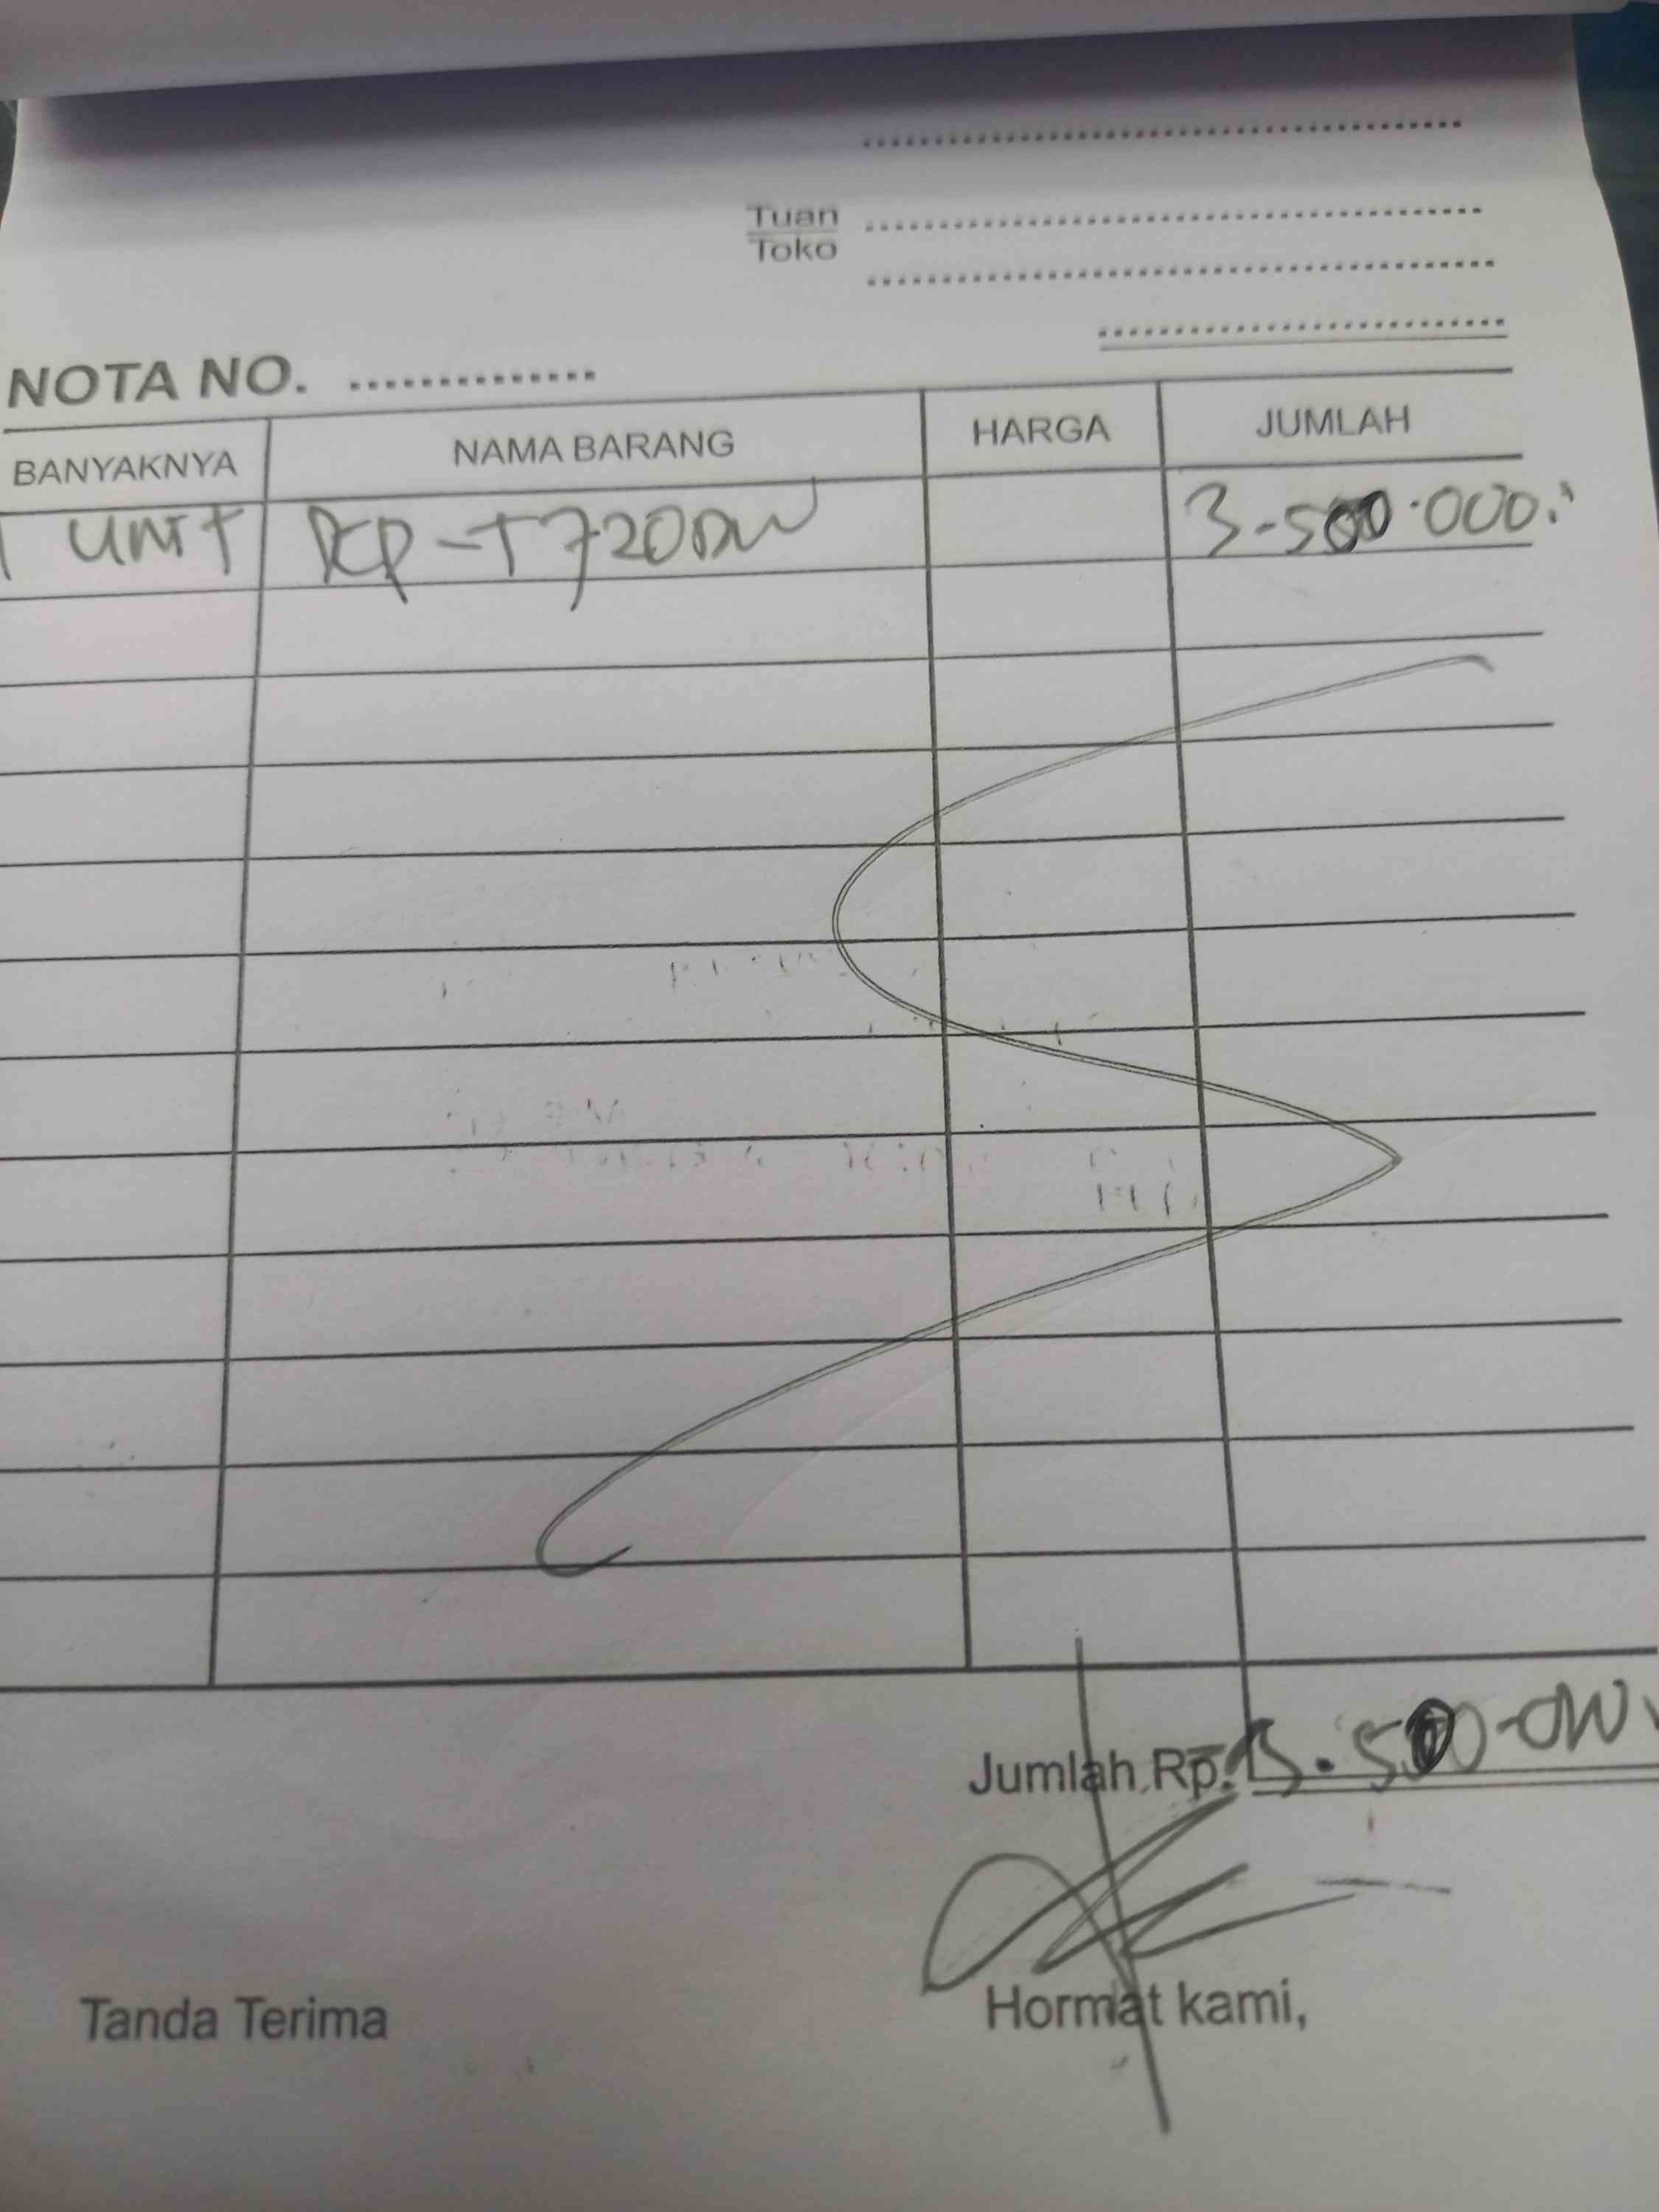 Tuan
Toko
NOTA NO.
BANYAKNYA NAMA BARANG HARGA JUMLAH
1 UNIT DCP-T720DW 3.500.000
Jumlah Rp. 3.500.000
Tanda Terima Hormat kami,